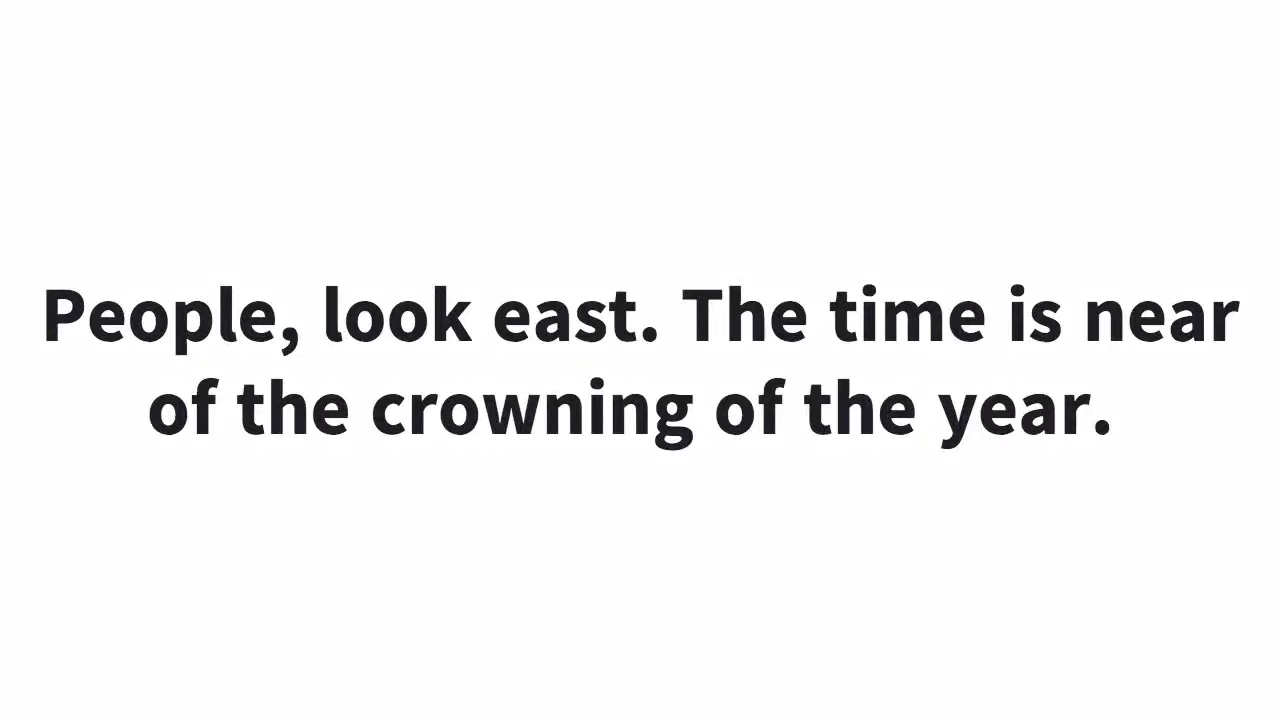 People, look east. The time is near
of the crowning of the year.